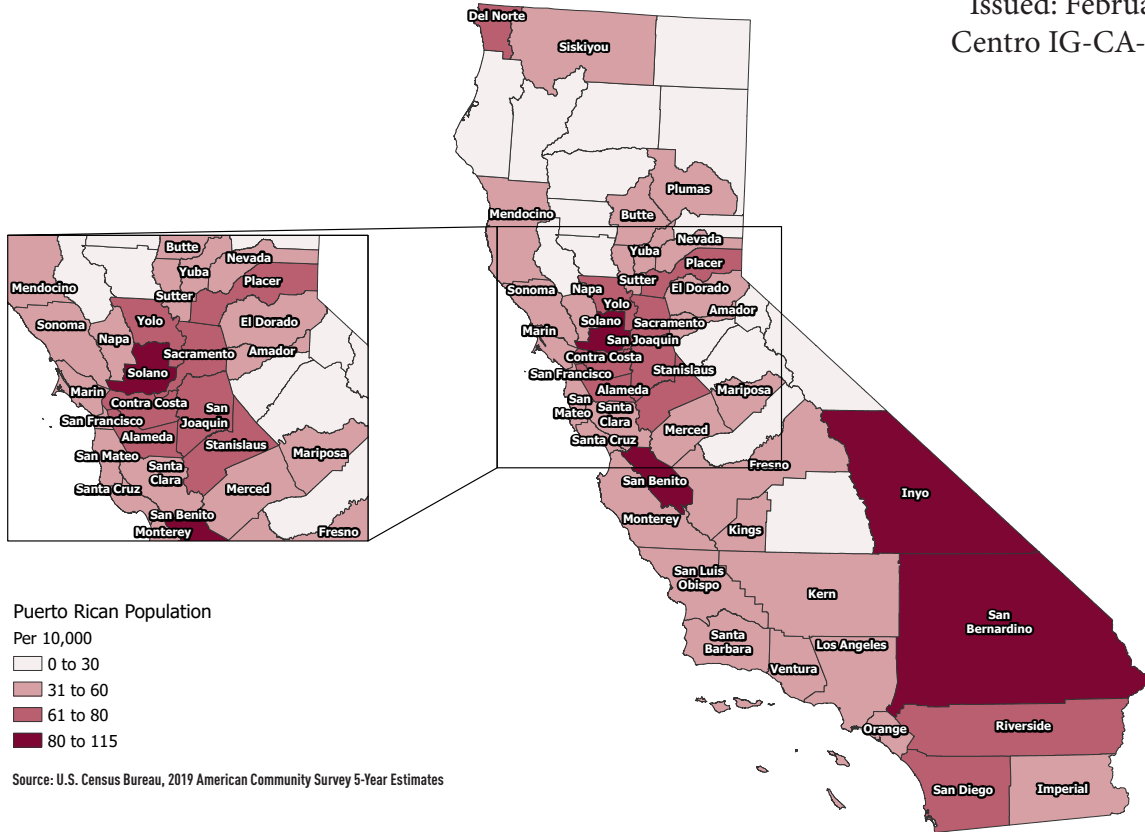 Issued: Februa
Centro IG-CA-
Del Norte
Siskiyou
Plumas
Mendocino
Butte
Nevada
Yuba
Placer
Sutter
Sonoma
Napa
El Dorado
Yolo
Amador
Solano
Sacramento
Marin
San Joaquin
Contra Costa
San Francisco
Stanislaus
Alameda
Mariposa
San
Mateo
Santa
Clara
Merced
Santa Cruz
Fresno
San Benito
Inyo
Monterey
Kings
San Luis
Obispo
Kern
San
Bernardino
Santa
Barbara
Los Angeles
Ventura
Orange
Riverside
San Diego
Imperial
Butte
Nevada
Mendocino
Yuba
Placer
Sutter
Sonoma
Yolo
El Dorado
Napa
Sacramento
Amador
Solano
Marin
Contra Costa
San
Joaquin
San Francisco
Alameda
Stanislaus
San Mateo
Mariposa
Santa
Clara
Santa Cruz
Merced
San Benito
Monterey
Fresno
Puerto Rican Population
Per 10,000
0 to 30
31 to 60
61 to 80
80 to 115
Source: U.S. Census Bureau, 2019 American Community Survey 5-Year Estimates